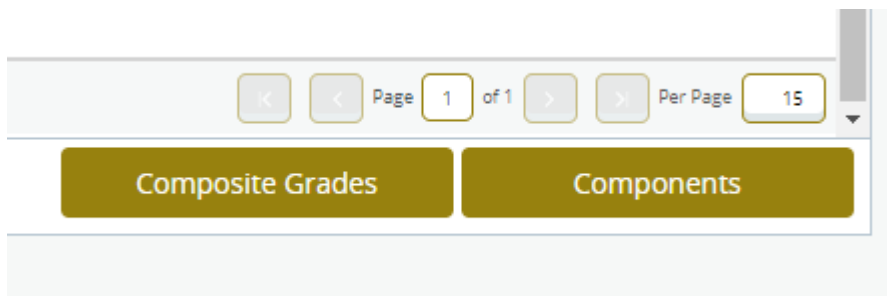 Page 1 of 1 Per Page 15
Composite Grades Components